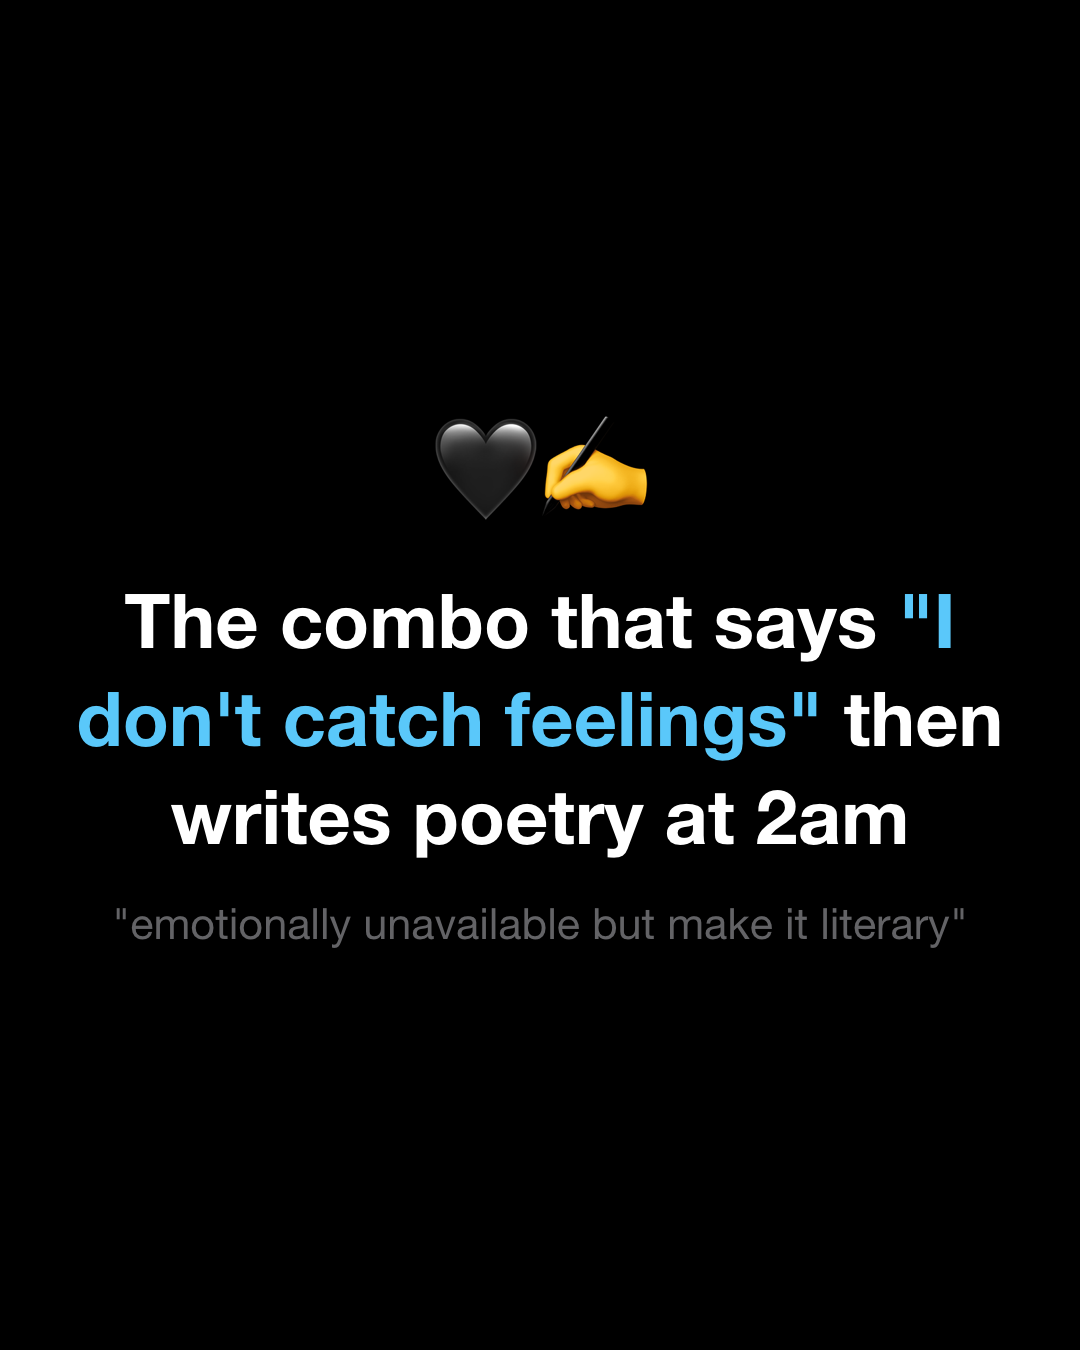 The combo that says "I
don't catch feelings" then
writes poetry at 2am
"emotionally unavailable but make it literary"